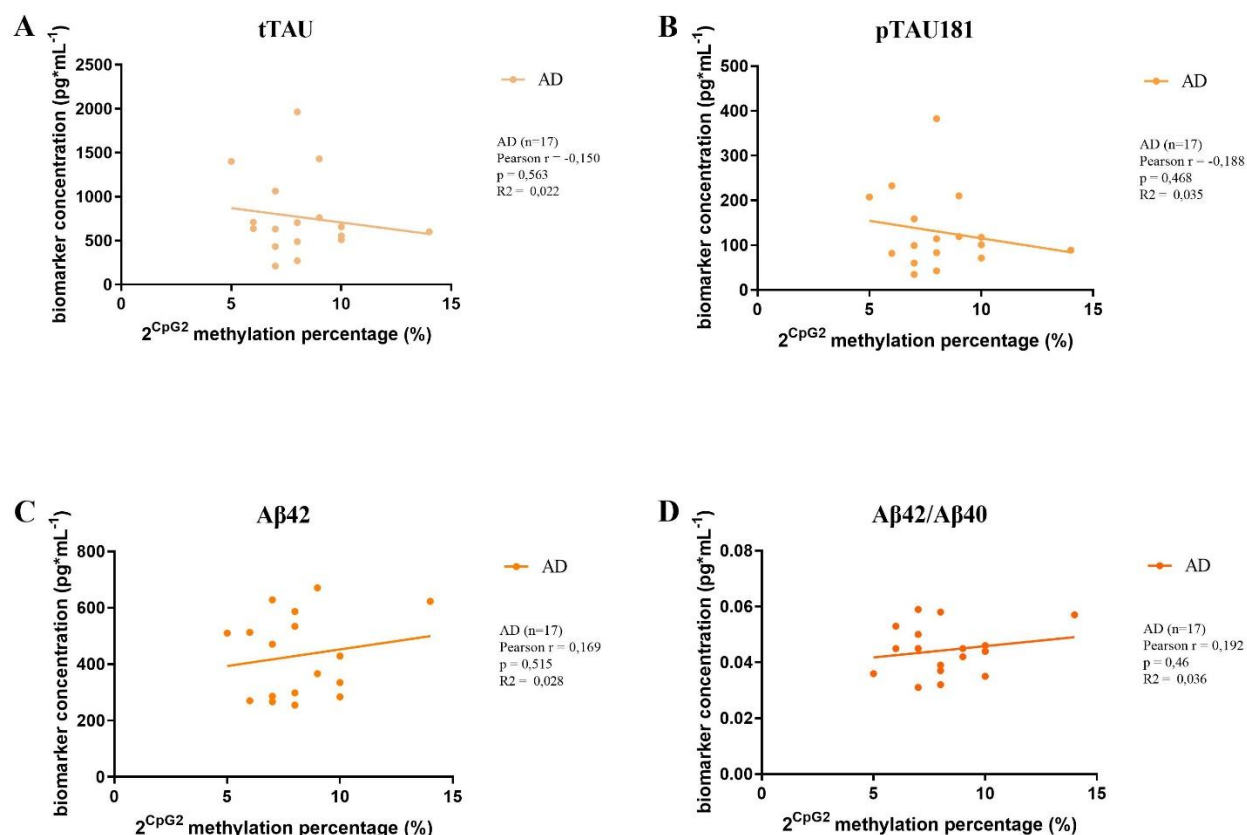 A
tTAU
biomarker concentration (pg*mL-1)
2500
2000
1500
1000
500
0
0
5
10
15
2CpG2 methylation percentage (%)
AD
AD (n=17)
Pearson r = -0,150
p = 0,563
R2 = 0,022
B
pTAU181
biomarker concentration (pg*mL-1)
500
400
300
200
100
0
0
5
10
15
2CpG2 methylation percentage (%)
AD
AD (n=17)
Pearson r = -0,188
p = 0,468
R2 = 0,035
C
Aβ42
biomarker concentration (pg*mL-1)
800
600
400
200
0
0
5
10
15
2CpG2 methylation percentage (%)
AD
AD (n=17)
Pearson r = 0,169
p = 0,515
R2 = 0,028
D
Aβ42/Aβ40
biomarker concentration (pg*mL-1)
0.08
0.06
0.04
0.02
0.00
0
5
10
15
2CpG2 methylation percentage (%)
AD
AD (n=17)
Pearson r = 0,192
p = 0,46
R2 = 0,036